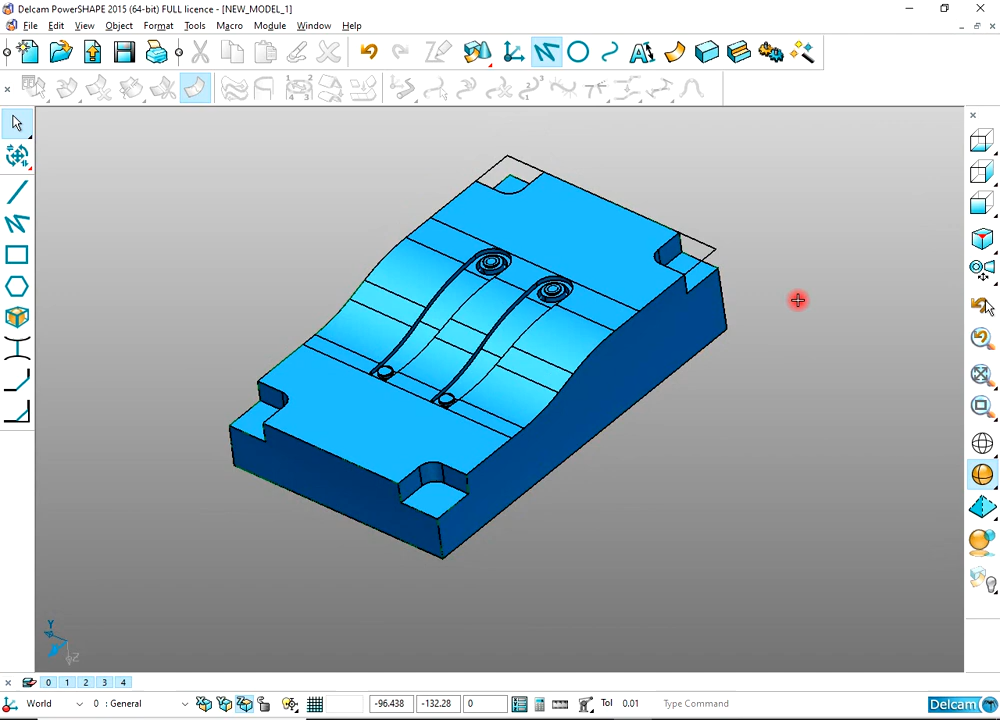 Delcam PowerSHAPE 2015 (64-bit) FULL licence - [NEW_MODEL_1]
File Edit View Object Format Tools Macro Module Window Help
Y
Z
0 1 2 3 4
World 0 : General -96.438 -132.28 0 Tol 0.01 Type Command Delcam